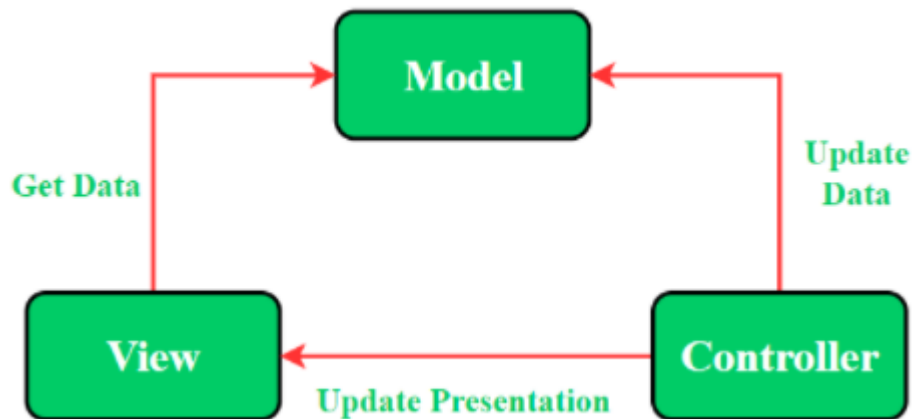 Model
Get Data
Update
Data
View
Controller
Update Presentation